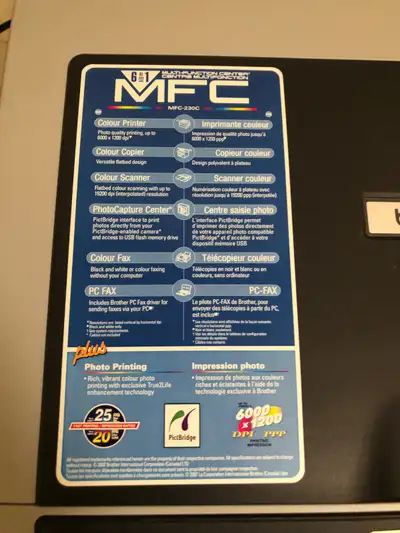 6 IN EN 1
MULTI-FUNCTION CENTER®
CENTRE MULTIFONCTION
MFC
MFC-230C
Colour Printer
Photo quality printing, up to
6000 x 1200 dpi*
Imprimante couleur
Impression de qualité photo jusqu'à
6000 x 1200 ppp
Colour Copier
Versatile flatbed design
Copieur couleur
Design polyvalent à plateau
Colour Scanner
Flatbed colour scanning with up to
19200 dpi (interpolated) resolution
Scanner couleur
Numérisation couleur à plateau avec
résolution jusqu'à 19200 ppp (interpolée)
PhotoCapture Center®
PictBridge interface to print
photos directly from your
PictBridge-enabled camera
and access to USB flash memory drive
Centre saisie photo
L'interface PictBridge permet
d'imprimer des photos directement
de votre appareil photo compatible
PictBridge et d'accéder à votre
dispositif mémoire USB
Colour Fax
Black and white or colour faxing
without your computer
Télécopieur couleur
Télécopies en noir et blanc ou en
couleurs, sans ordinateur
PC FAX
Includes Brother PC Fax driver for
sending faxes via your PC
PC-FAX
Le pilote PC-FAX de Brother, pour
envoyer des télécopies à partir du PC,
est inclus
plus
Photo Printing
• Rich, vibrant colour photo
printing with exclusive True2Life
enhancement technology
Impression photo
• Impression de photos aux couleurs
riches et éclatantes à l'aide de la
technologie exclusive à Brother
25
FAST PRINTING / IMPRESSION RAPIDE
20
PictBridge
6000
x 1200
DPI - PPP
PRINTING
IMPRESSION